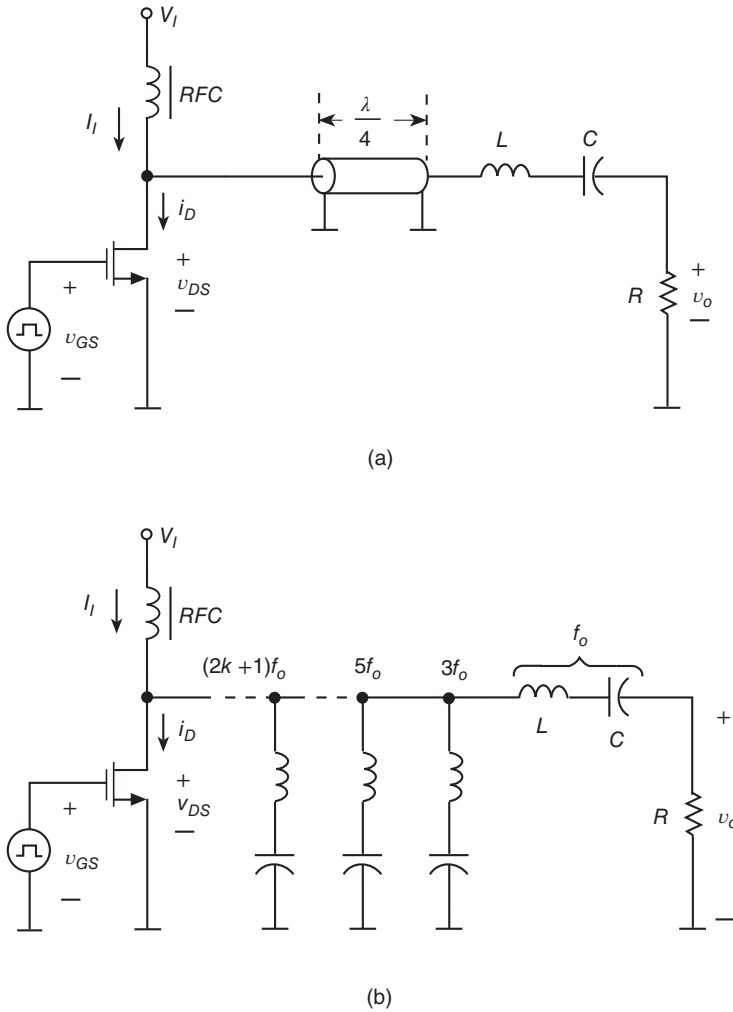 V_I
RFC
I_I
λ
4
L
C
i_D
+
v_DS
—
+
v_GS
—
R
+
v_o
—
(a)
V_I
I_I
RFC
f_o
(2k +1)f_o
5f_o
3f_o
L
C
i_D
+
v_DS
—
+
v_GS
—
R
+
v_o
—
(b)